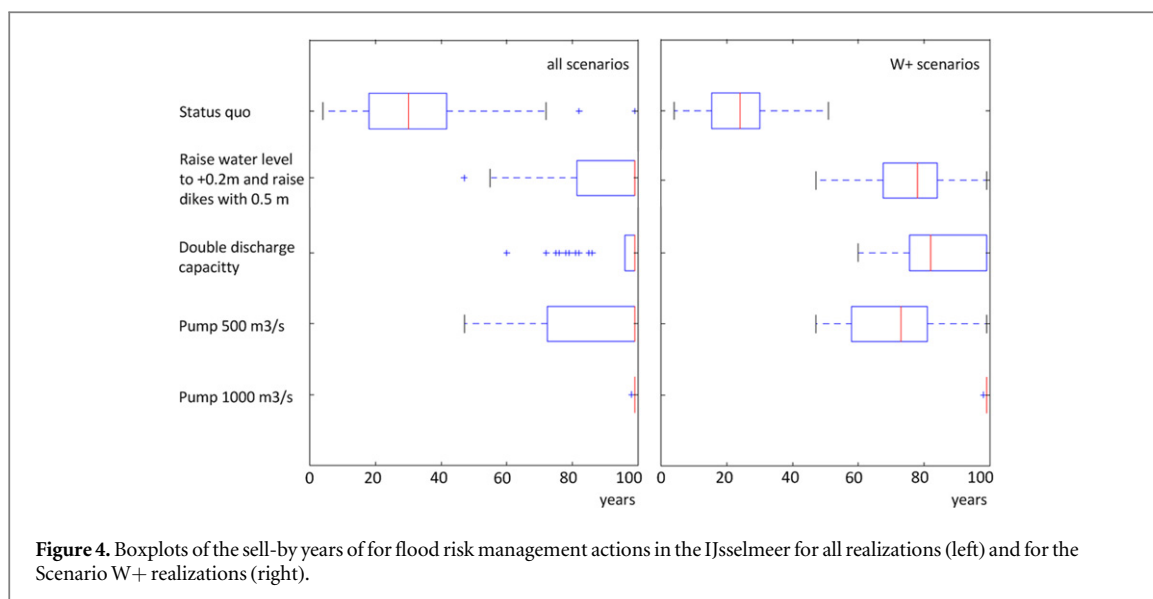 all scenarios
W+ scenarios
Status quo
Raise water level
to +0.2m and raise
dikes with 0.5 m
Double discharge
capacitty
Pump 500 m3/s
Pump 1000 m3/s
0 20 40 60 80 100
years
0 20 40 60 80 100
years
Figure 4. Boxplots of the sell-by years of for flood risk management actions in the IJsselmeer for all realizations (left) and for the
Scenario W+ realizations (right).